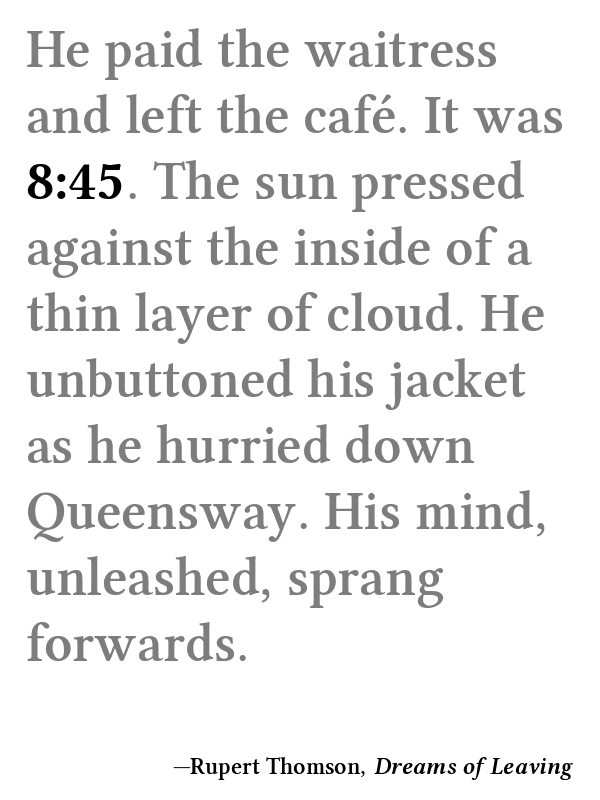 He paid the waitress
and left the café. It was
8:45. The sun pressed
against the inside of a
thin layer of cloud. He
unbuttoned his jacket
as he hurried down
Queensway. His mind,
unleashed, sprang
forwards.
—Rupert Thomson, Dreams of Leaving